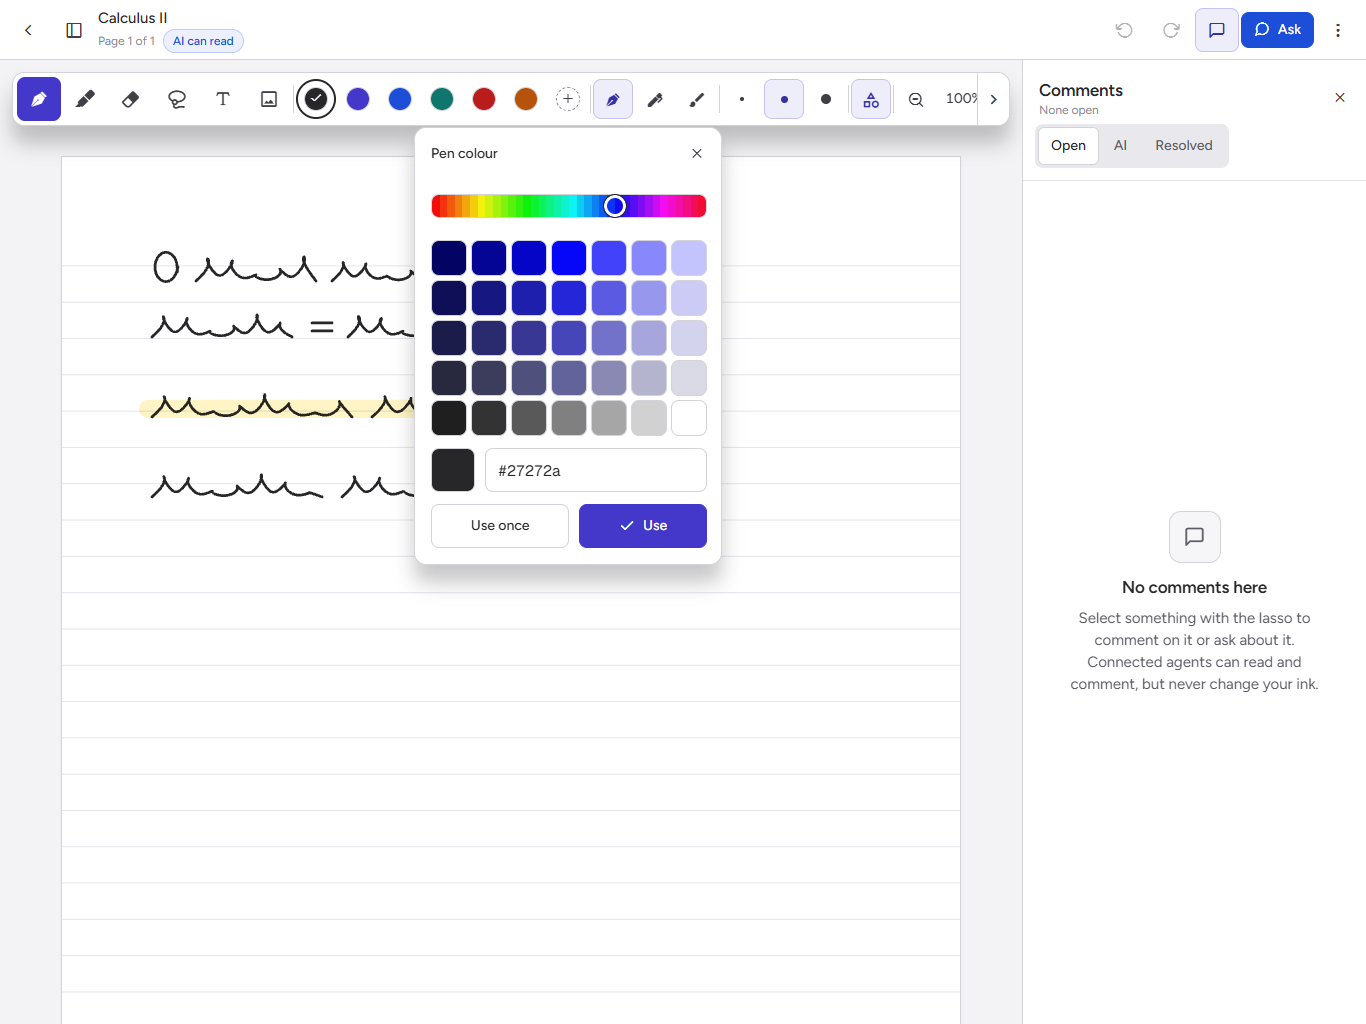 Calculus II
Page 1 of 1 AI can read
Ask
T
100%
Comments
None open
Open AI Resolved
Pen colour
#27272a
Use once Use
No comments here
Select something with the lasso to
comment on it or ask about it.
Connected agents can read and
comment, but never change your ink.